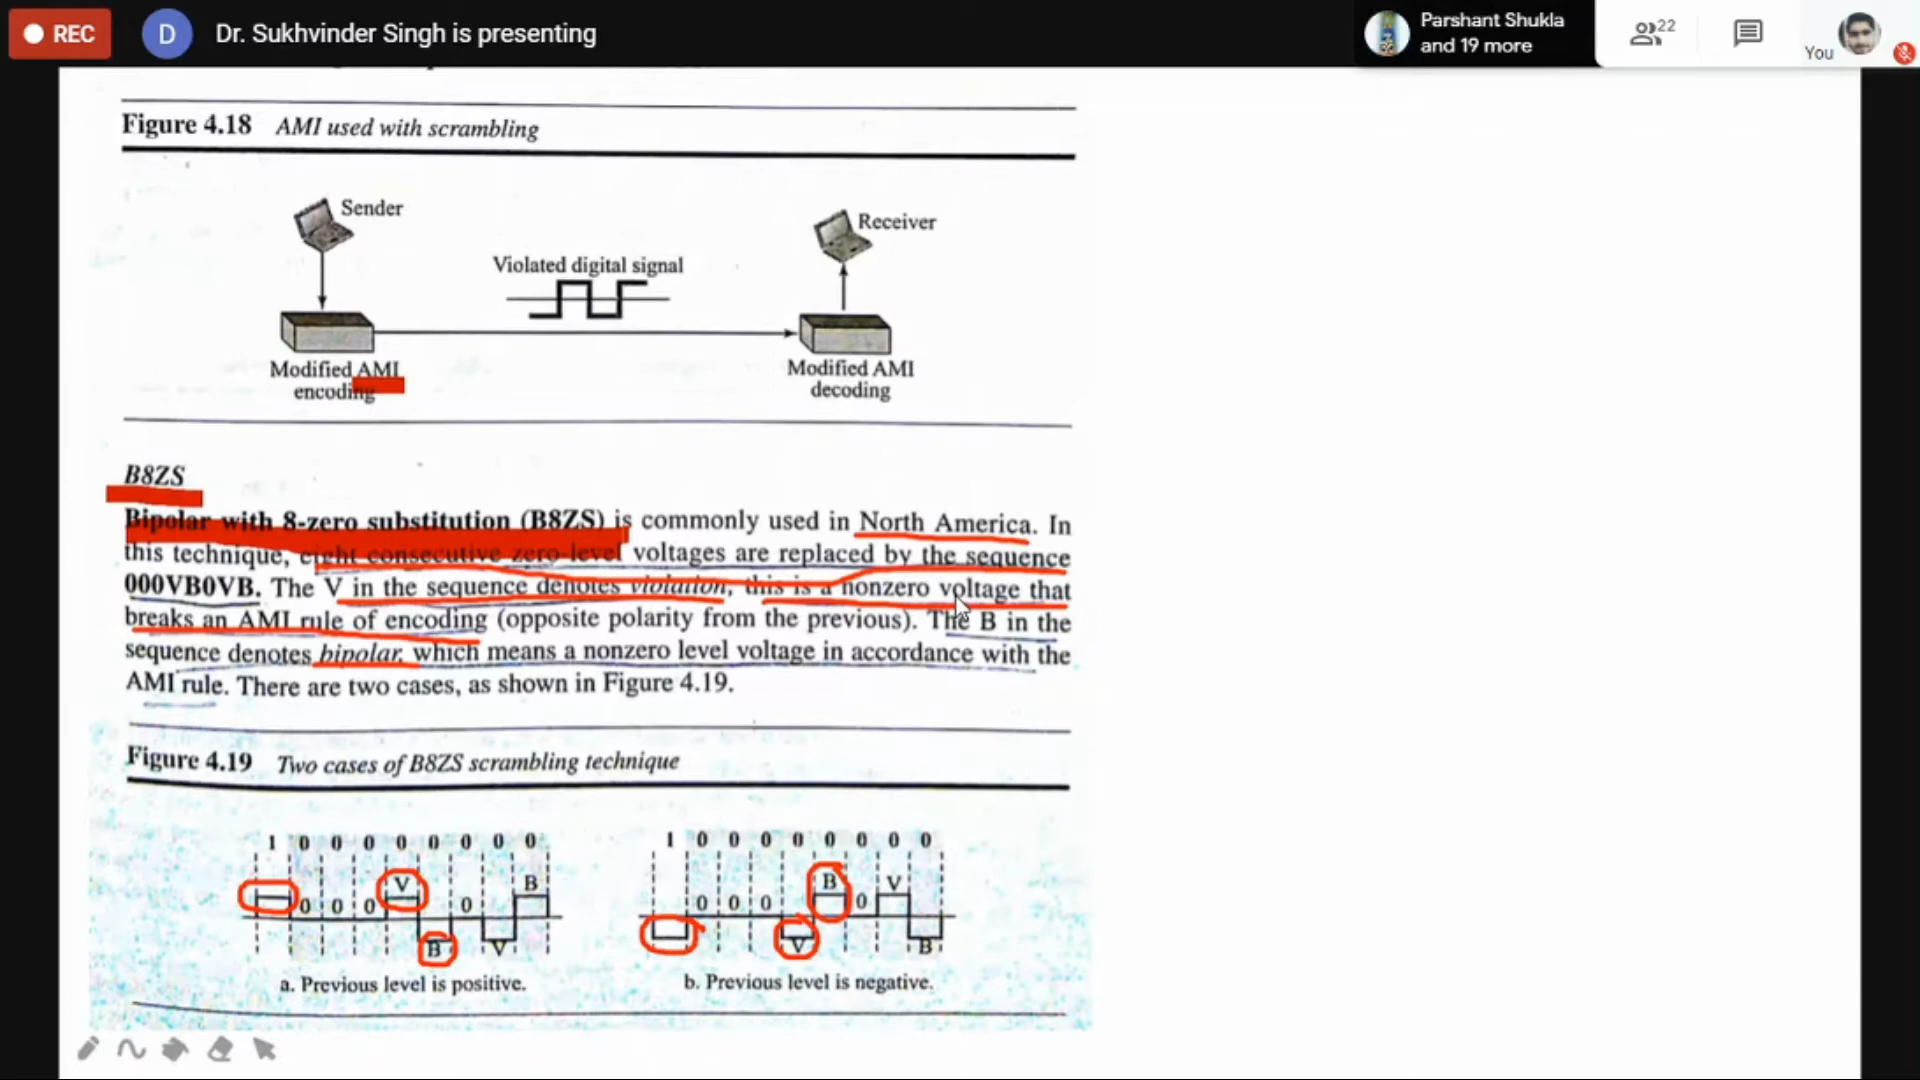 REC
D
Dr. Sukhvinder Singh is presenting
Parshant Shukla
and 19 more
22
You
Figure 4.18 AMI used with scrambling
Sender
Receiver
Violated digital signal
Modified AMI
encoding
Modified AMI
decoding
B8ZS
Bipolar with 8-zero substitution (B8ZS) is commonly used in North America. In
this technique, eight consecutive zero-level voltages are replaced by the sequence
000VB0VB. The V in the sequence denotes violation, this is a nonzero voltage that
breaks an AMI rule of encoding (opposite polarity from the previous). The B in the
sequence denotes bipolar, which means a nonzero level voltage in accordance with the
AMI rule. There are two cases, as shown in Figure 4.19.
Figure 4.19 Two cases of B8ZS scrambling technique
1 0 0 0 0 0 0 0 0
V B
0 0 0 0
B V
a. Previous level is positive.
1 0 0 0 0 0 0 0 0
B V
0 0 0 0
V B
b. Previous level is negative.